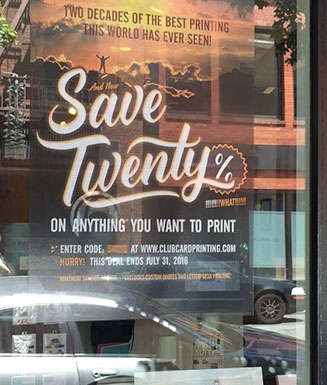 TWO DECADES OF THE BEST PRINTING
THIS WORLD HAS EVER SEEN!
And Now
Save
Twenty%
!!!!!!WHAT!!!!!!
ON ANYTHING YOU WANT TO PRINT
ENTER CODE: AT WWW.CLUBCARDPRINTING.COM
HURRY! THIS DEAL ENDS JULY 31, 2016
*EXCLUDES CUSTOM QUOTES AND LETTERPRESS PRINTING